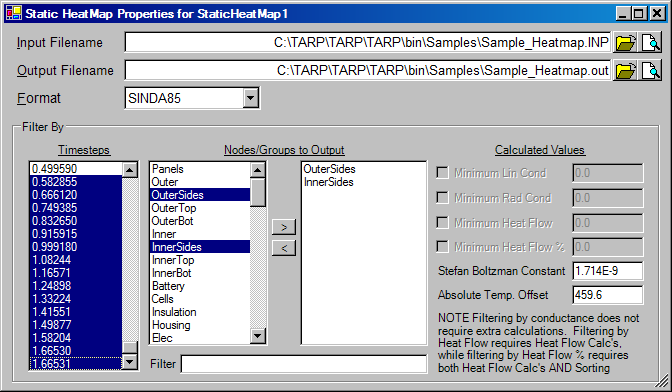 Static HeatMap Properties for StaticHeatMap1
Input Filename
C:\TARP\TARP\TARP\bin\Samples\Sample_Heatmap.INP
Output Filename
C:\TARP\TARP\TARP\bin\Samples\Sample_Heatmap.out
Format
SINDA85
Filter By
Timesteps
0.499590
0.582855
0.666120
0.749385
0.832650
0.915915
0.999180
1.08244
1.16571
1.24898
1.33224
1.41551
1.49877
1.58204
1.66530
1.66531
Nodes/Groups to Output
Panels
Outer
OuterSides
OuterTop
OuterBot
Inner
InnerSides
InnerTop
InnerBot
Battery
Cells
Insulation
Housing
Elec
>
<
OuterSides
InnerSides
Filter
Calculated Values
Minimum Lin Cond
0.0
Minimum Rad Cond
0.0
Minimum Heat Flow
0.0
Minimum Heat Flow %
0.0
Stefan Boltzman Constant
1.714E-9
Absolute Temp. Offset
459.6
NOTE Filtering by conductance does not
require extra calculations. Filtering by
Heat Flow requires Heat Flow Calc's,
while filtering by Heat Flow % requires
both Heat Flow Calc's AND Sorting